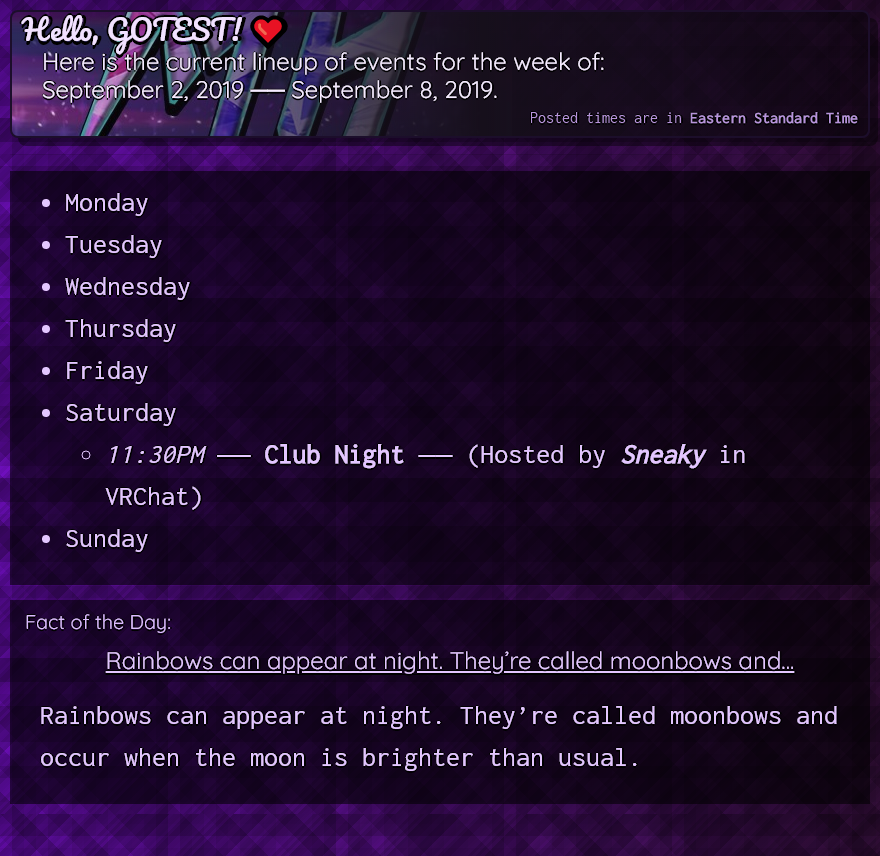 Hello, GOTEST! ❤️
Here is the current lineup of events for the week of:
September 2, 2019 —— September 8, 2019.
Posted times are in Eastern Standard Time
• Monday
• Tuesday
• Wednesday
• Thursday
• Friday
• Saturday
○ 11:30PM —— Club Night —— (Hosted by Sneaky in
VRChat)
• Sunday
Fact of the Day:
Rainbows can appear at night. They’re called moonbows and…
Rainbows can appear at night. They’re called moonbows and
occur when the moon is brighter than usual.